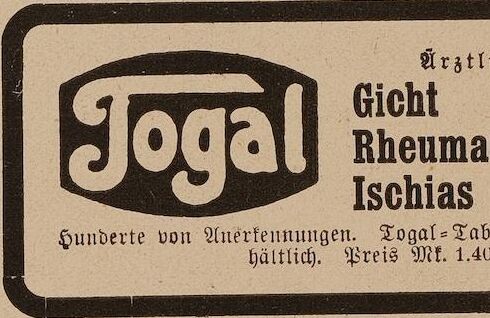 Togal
Ärztl
Gicht
Rheuma
Ischias
Hunderte von Anerkennungen. Togal-Tab
hältlich. Preis Mk. 1.40